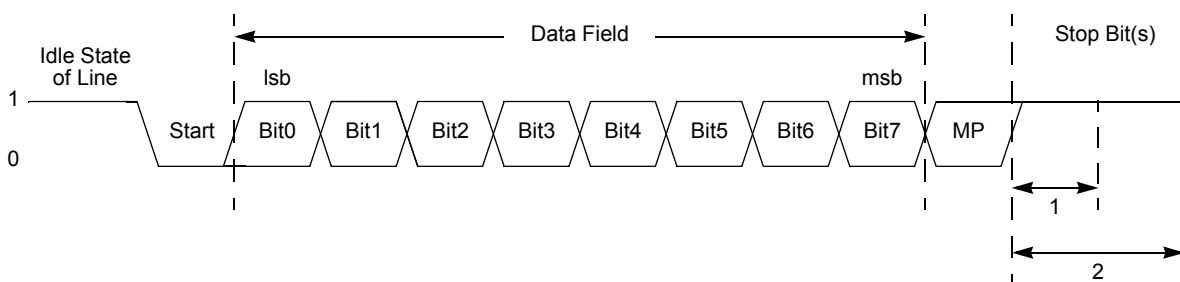 Data Field
Stop Bit(s)
Idle State
of Line
lsb
msb
1
Start
Bit0
Bit1
Bit2
Bit3
Bit4
Bit5
Bit6
Bit7
MP
0
1
2